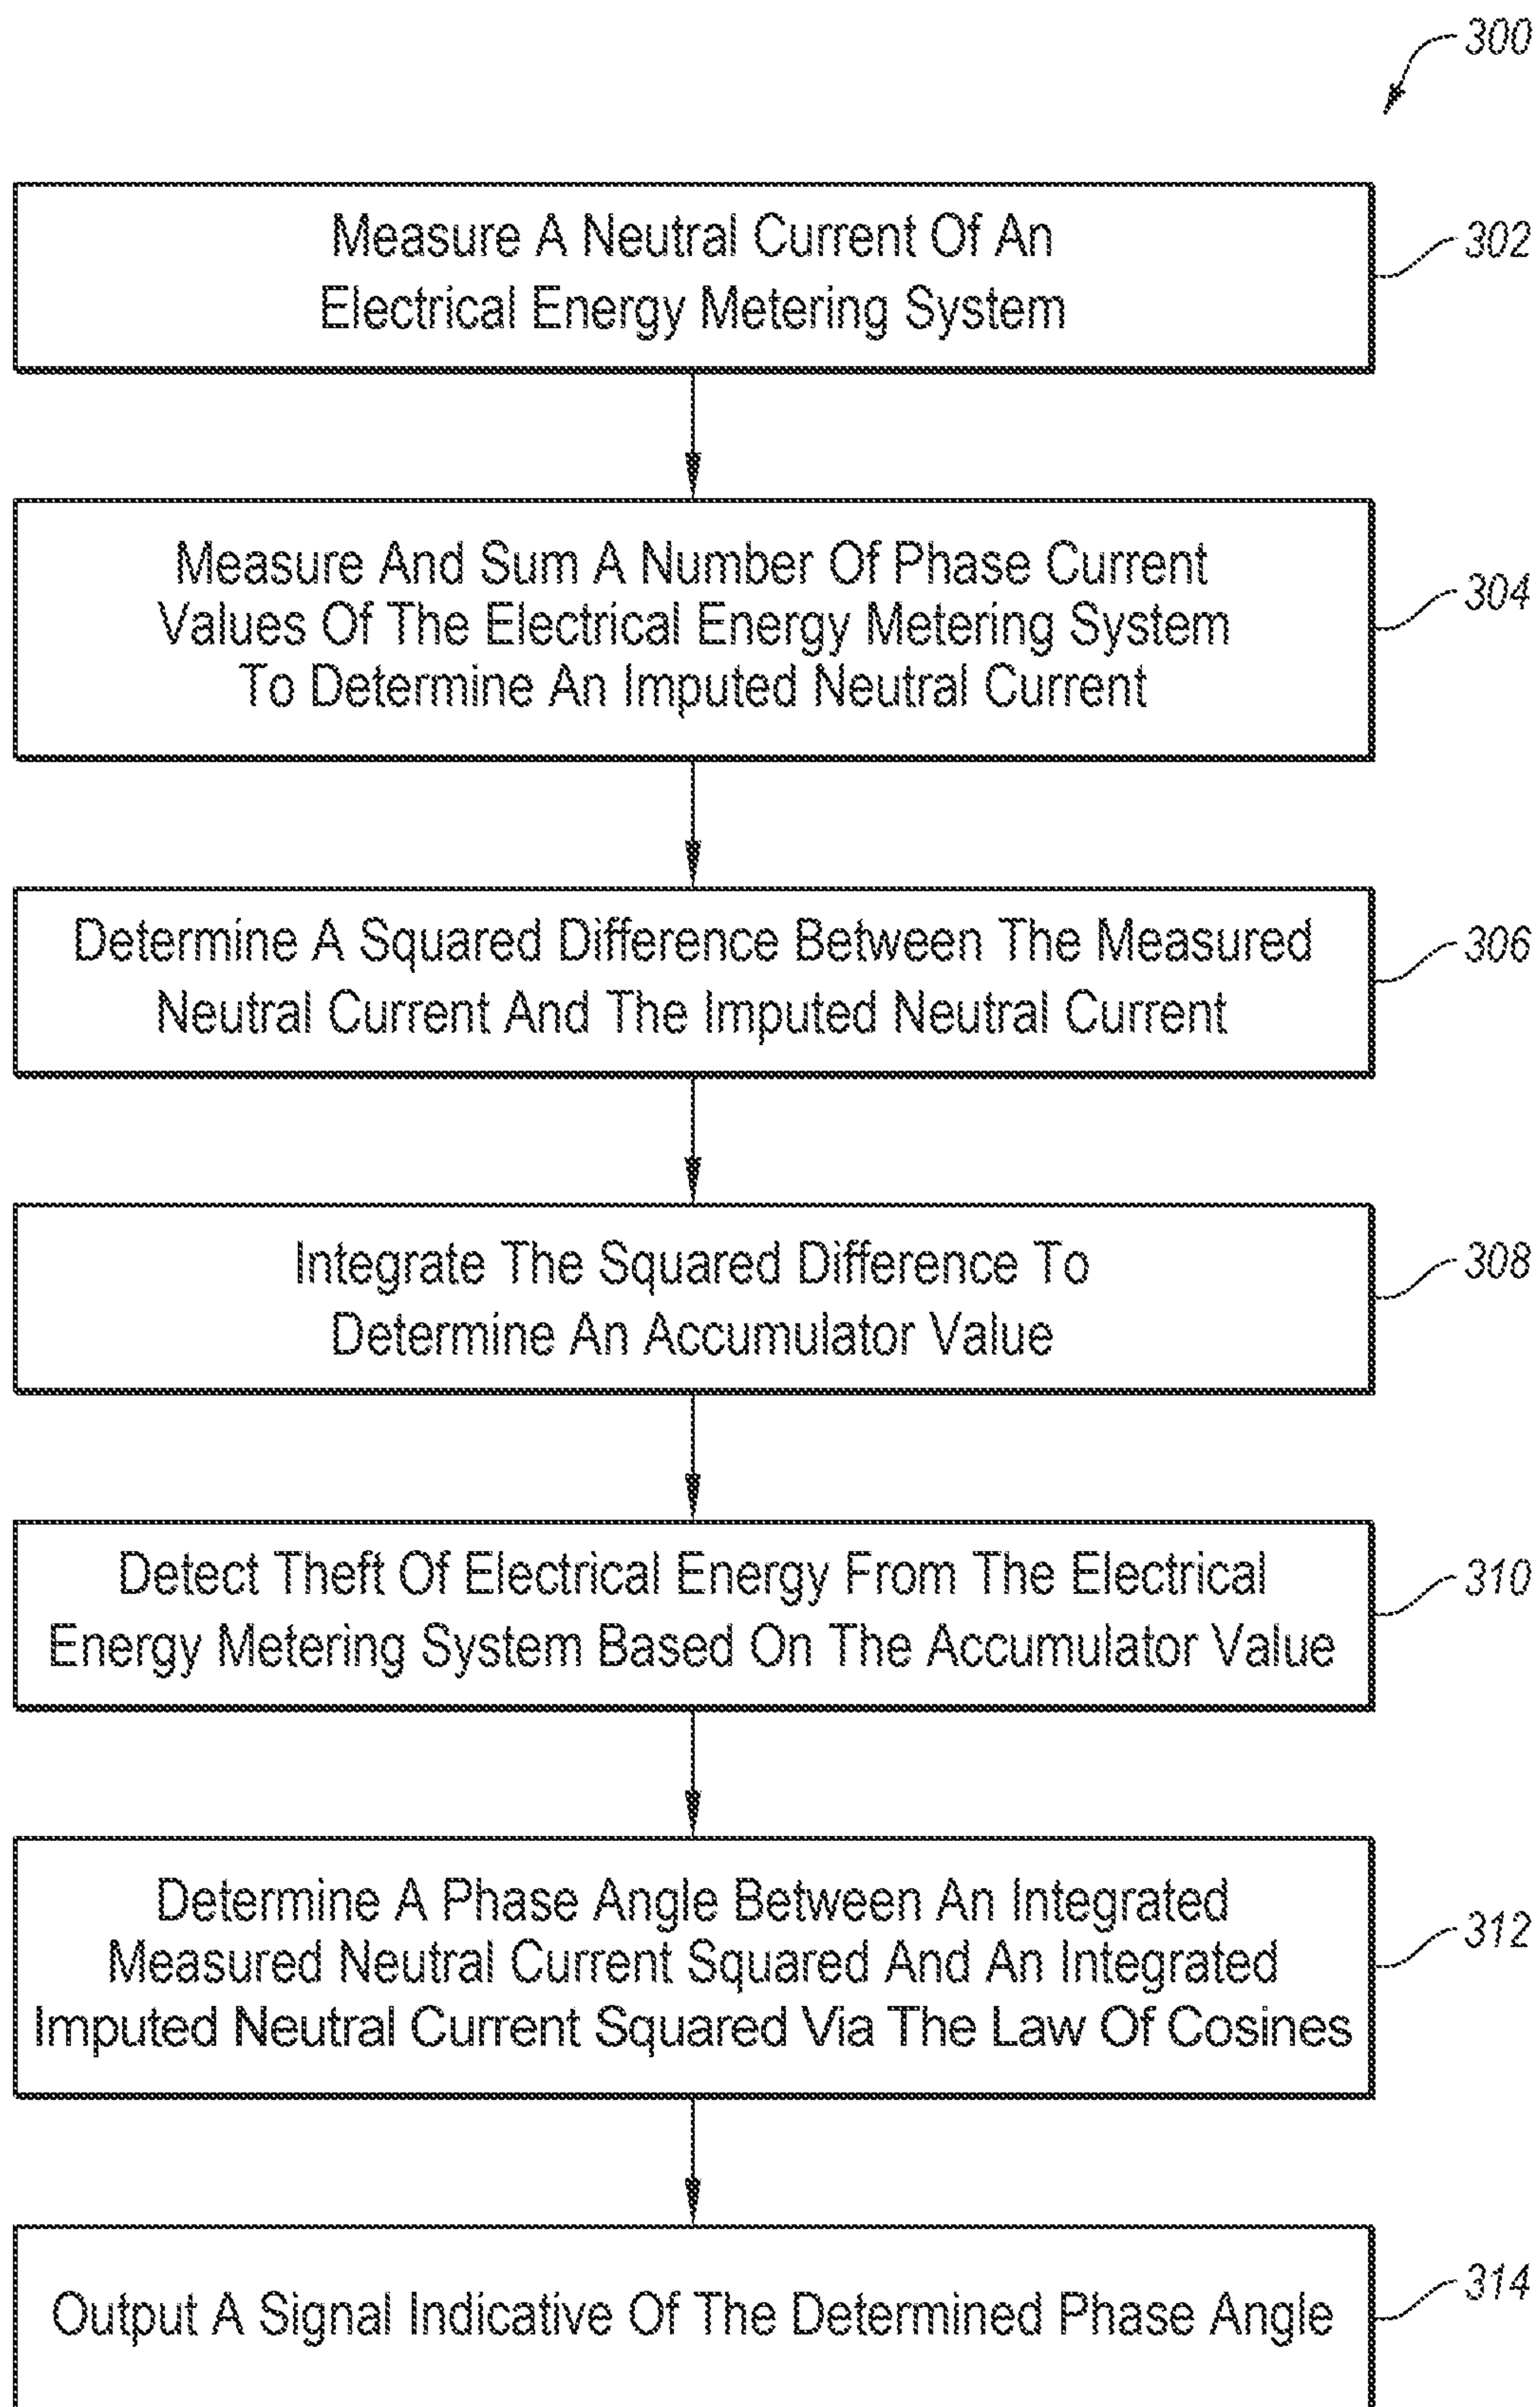 300
Measure A Neutral Current Of An
Electrical Energy Metering System
302
Measure And Sum A Number Of Phase Current
Values Of The Electrical Energy Metering System
To Determine An Imputed Neutral Current
304
Determine A Squared Difference Between The Measured
Neutral Current And The Imputed Neutral Current
306
Integrate The Squared Difference To
Determine An Accumulator Value
308
Detect Theft Of Electrical Energy From The Electrical
Energy Metering System Based On The Accumulator Value
310
Determine A Phase Angle Between An Integrated
Measured Neutral Current Squared And An Integrated
Imputed Neutral Current Squared Via The Law Of Cosines
312
Output A Signal Indicative Of The Determined Phase Angle
314